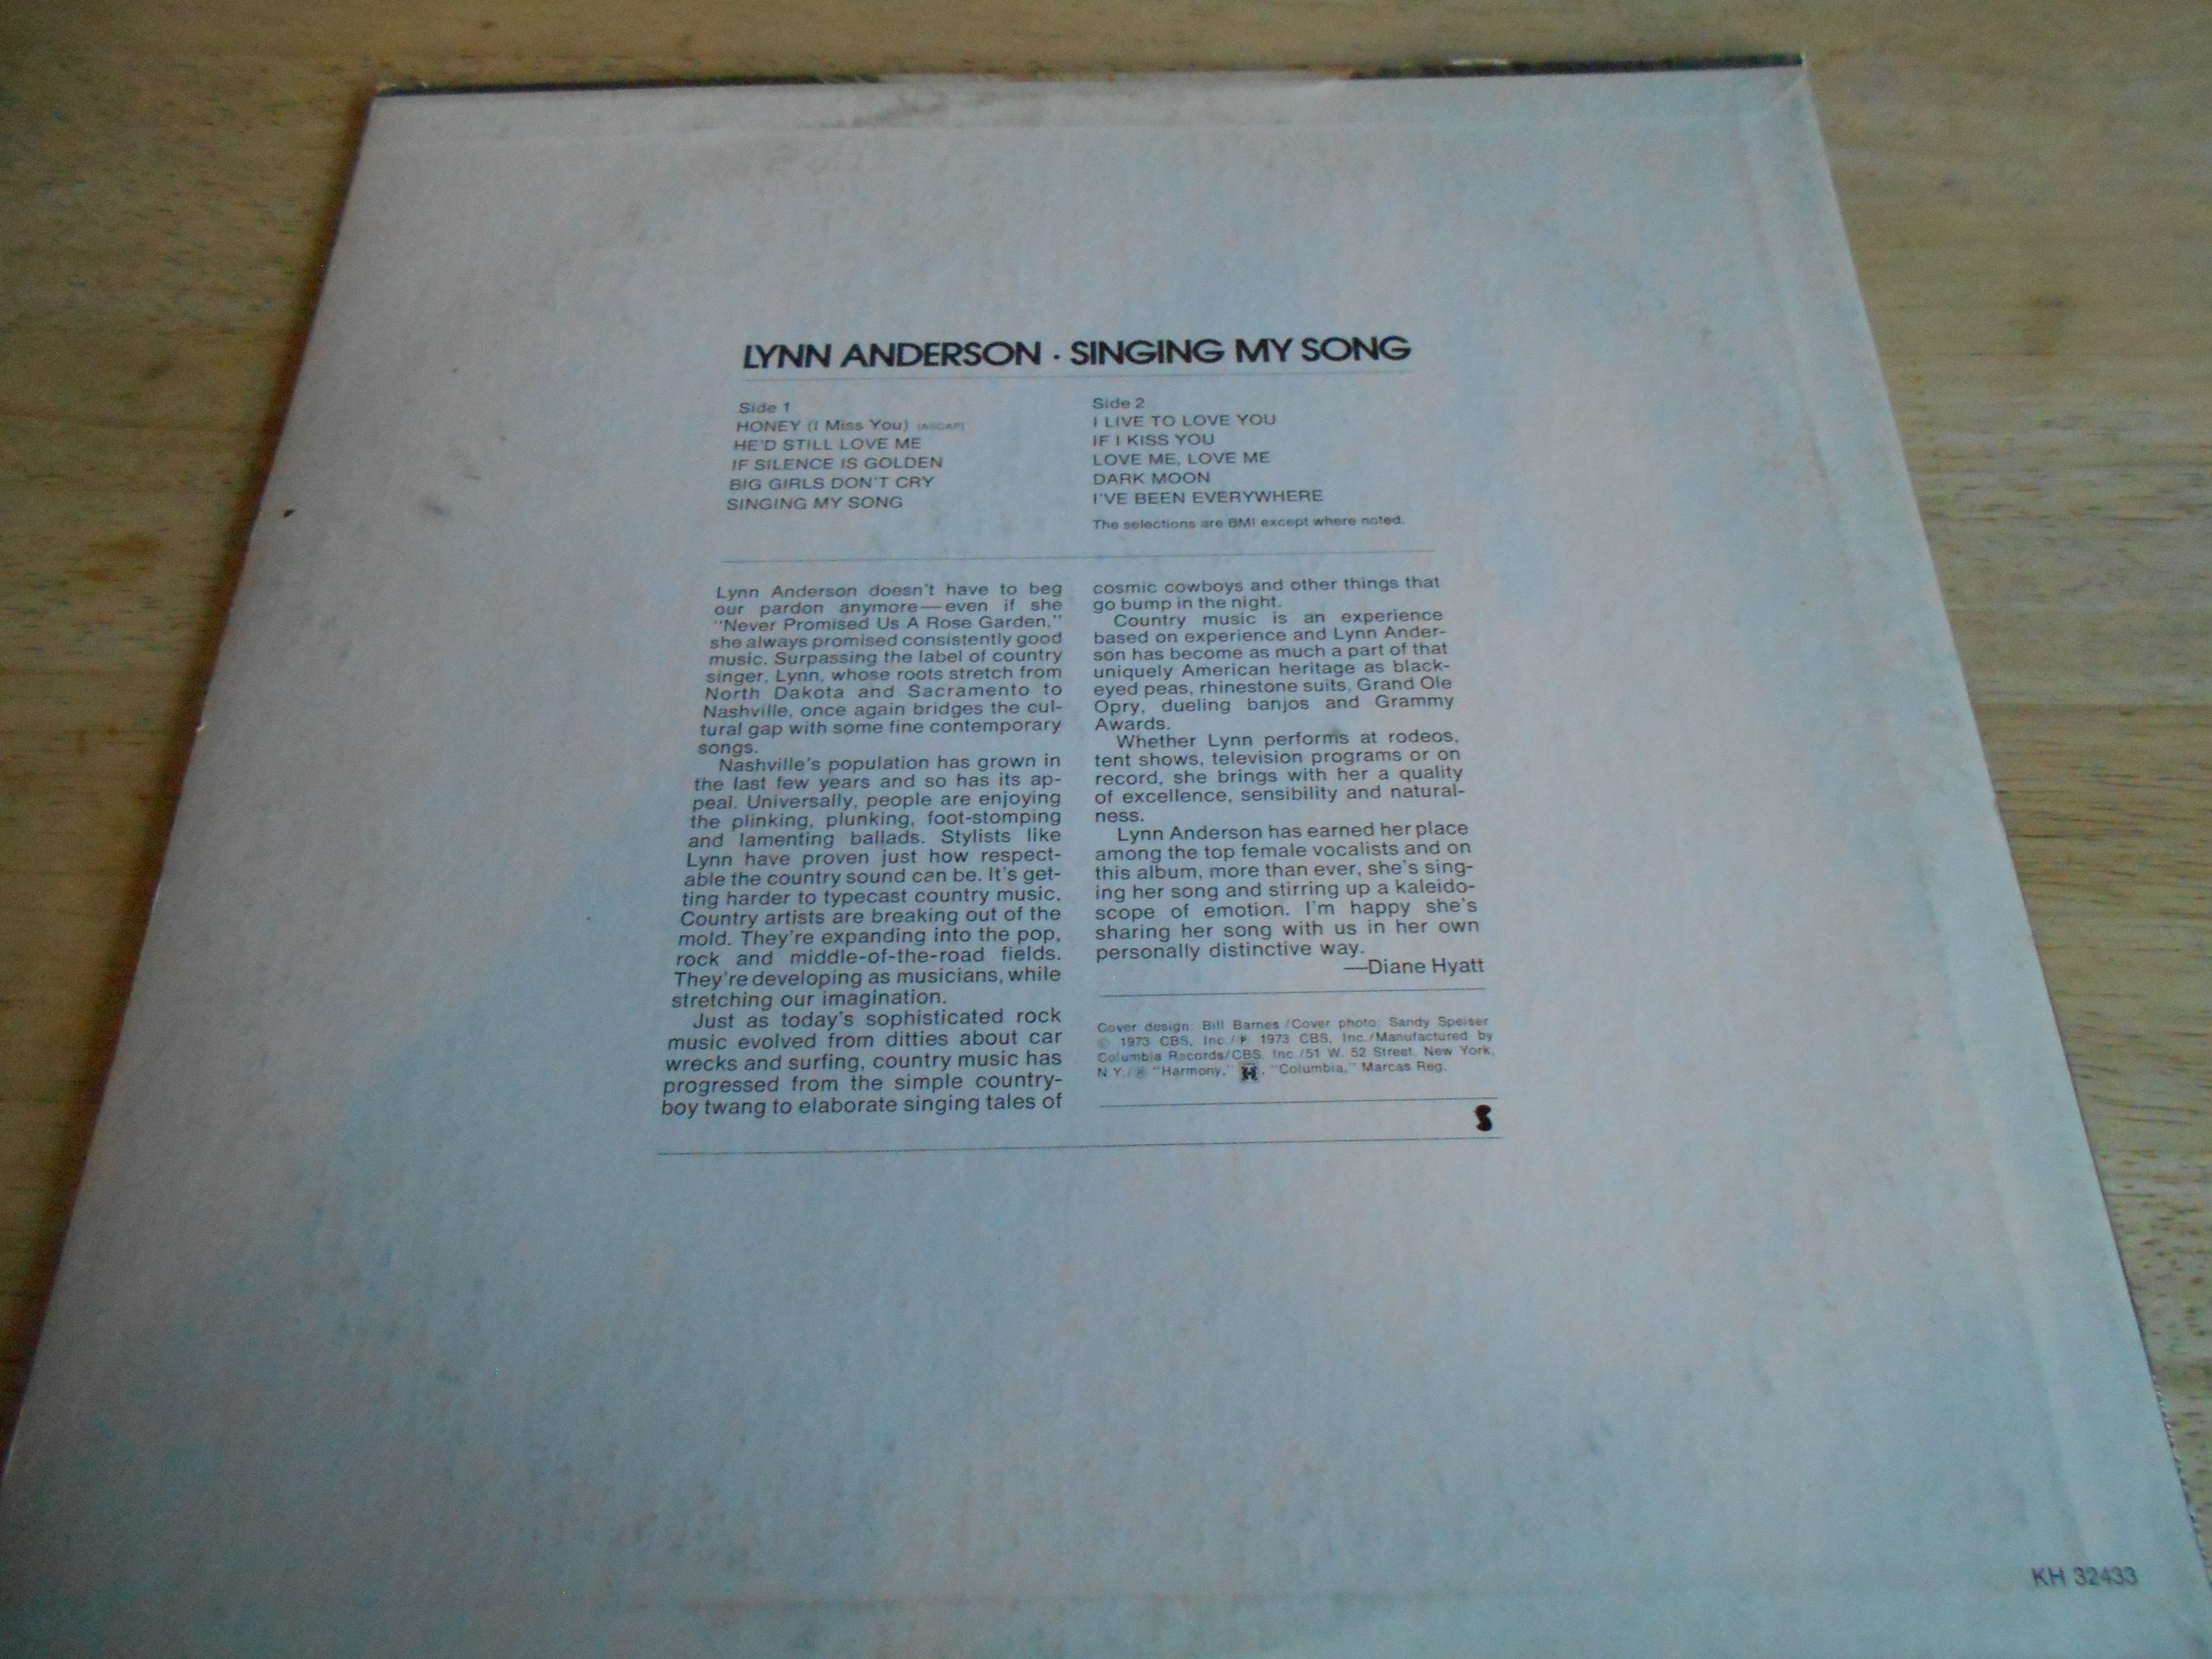 LYNN ANDERSON · SINGING MY SONG
Side 1
HONEY (I Miss You) (ASCAP)
HE'D STILL LOVE ME
IF SILENCE IS GOLDEN
BIG GIRLS DON'T CRY
SINGING MY SONG
Side 2
I LIVE TO LOVE YOU
IF I KISS YOU
LOVE ME, LOVE ME
DARK MOON
I'VE BEEN EVERYWHERE
The selections are BMI except where noted.
Lynn Anderson doesn't have to beg
our pardon anymore—even if she
"Never Promised Us A Rose Garden,"
she always promised consistently good
music. Surpassing the label of country
singer, Lynn, whose roots stretch from
North Dakota and Sacramento to
Nashville, once again bridges the cul-
tural gap with some fine contemporary
songs.
Nashville's population has grown in
the last few years and so has its ap-
peal. Universally, people are enjoying
the plinking, plunking, foot-stomping
and lamenting ballads. Stylists like
Lynn have proven just how respect-
able the country sound can be. It's get-
ting harder to typecast country music.
Country artists are breaking out of the
mold. They're expanding into the pop,
rock and middle-of-the-road fields.
They're developing as musicians, while
stretching our imagination.
Just as today's sophisticated rock
music evolved from ditties about car
wrecks and surfing, country music has
progressed from the simple country-
boy twang to elaborate singing tales of
cosmic cowboys and other things that
go bump in the night.
Country music is an experience
based on experience and Lynn Ander-
son has become as much a part of that
uniquely American heritage as black-
eyed peas, rhinestone suits, Grand Ole
Opry, dueling banjos and Grammy
Awards.
Whether Lynn performs at rodeos,
tent shows, television programs or on
record, she brings with her a quality
of excellence, sensibility and natural-
ness.
Lynn Anderson has earned her place
among the top female vocalists and on
this album, more than ever, she's sing-
ing her song and stirring up a kaleido-
scope of emotion. I'm happy she's
sharing her song with us in her own
personally distinctive way.
—Diane Hyatt
Cover design: Bill Barnes/Cover photo: Sandy Speiser
© 1973 CBS, Inc./℗ 1973 CBS, Inc./Manufactured by
Columbia Records/CBS, Inc./51 W. 52 Street, New York,
N.Y./® "Harmony," H, "Columbia," Marcas Reg.
S
KH 32433